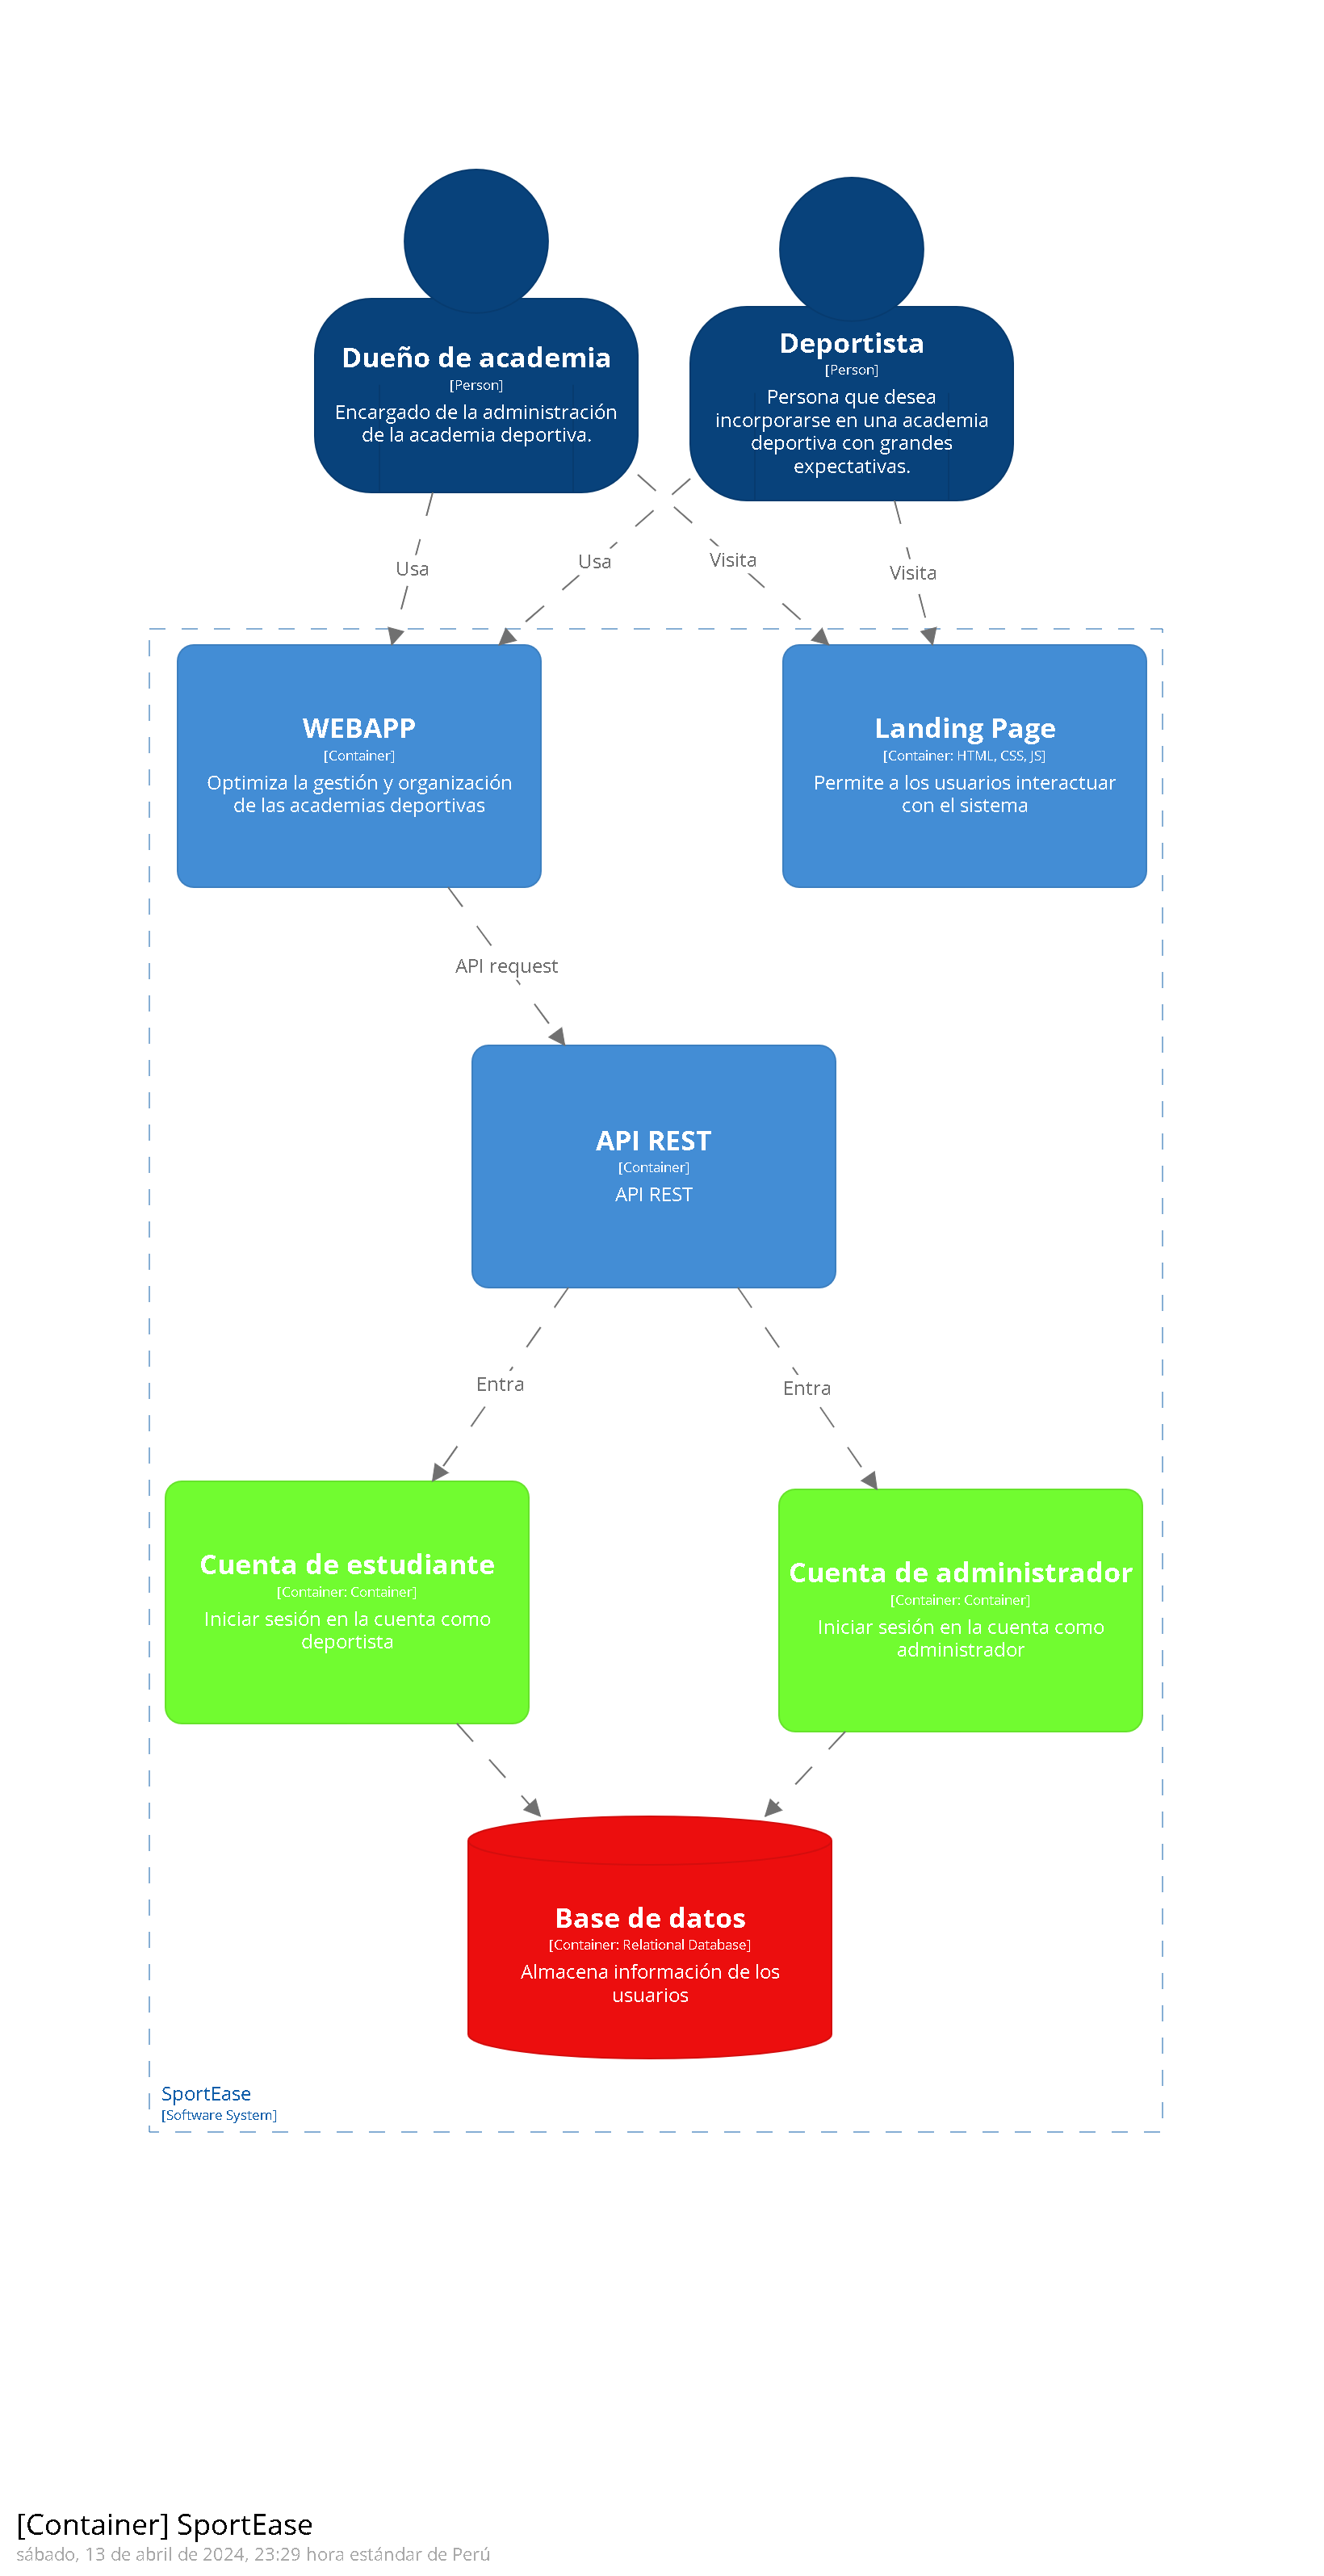 Dueño de academia
[Person]
Encargado de la administración
de la academia deportiva.
Deportista
[Person]
Persona que desea
incorporarse en una academia
deportiva con grandes
expectativas.
Usa
Usa
Visita
Visita
WEBAPP
[Container]
Optimiza la gestión y organización
de las academias deportivas
Landing Page
[Container: HTML, CSS, JS]
Permite a los usuarios interactuar
con el sistema
API request
API REST
[Container]
API REST
Entra
Entra
Cuenta de estudiante
[Container: Container]
Iniciar sesión en la cuenta como
deportista
Cuenta de administrador
[Container: Container]
Iniciar sesión en la cuenta como
administrador
Base de datos
[Container: Relational Database]
Almacena información de los
usuarios
SportEase
[Software System]
[Container] SportEase
sábado, 13 de abril de 2024, 23:29 hora estándar de Perú